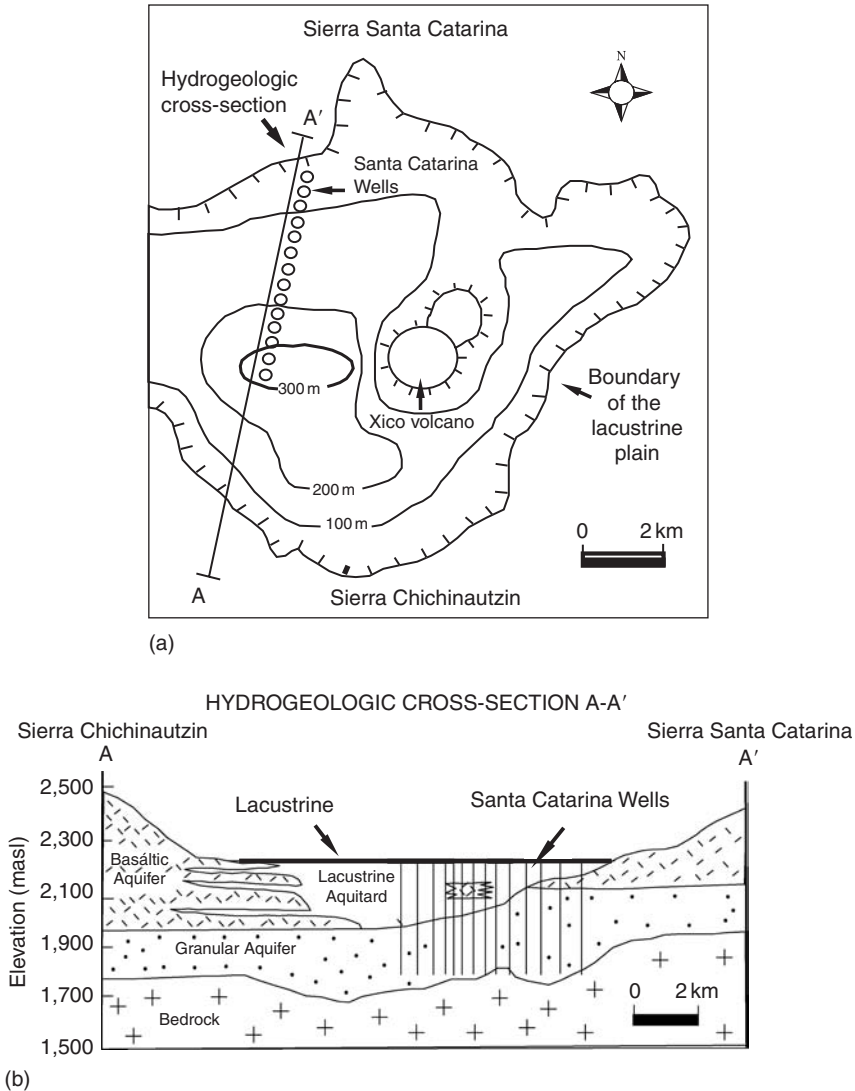 Sierra Santa Catarina
N
Hydrogeologic
cross-section
A′
Santa Catarina
Wells
300 m
Xico volcano
Boundary
of the
lacustrine
plain
200 m
100 m
0 2 km
A
Sierra Chichinautzin
(a)
HYDROGEOLOGIC CROSS-SECTION A-A′
Sierra Chichinautzin
Sierra Santa Catarina
A
A′
2,500
Lacustrine
Santa Catarina Wells
2,300
Basáltic
Aquifer
Lacustrine
Aquitard
2,100
Elevation (masl)
1,900
Granular Aquifer
1,700
0 2 km
Bedrock
1,500
(b)